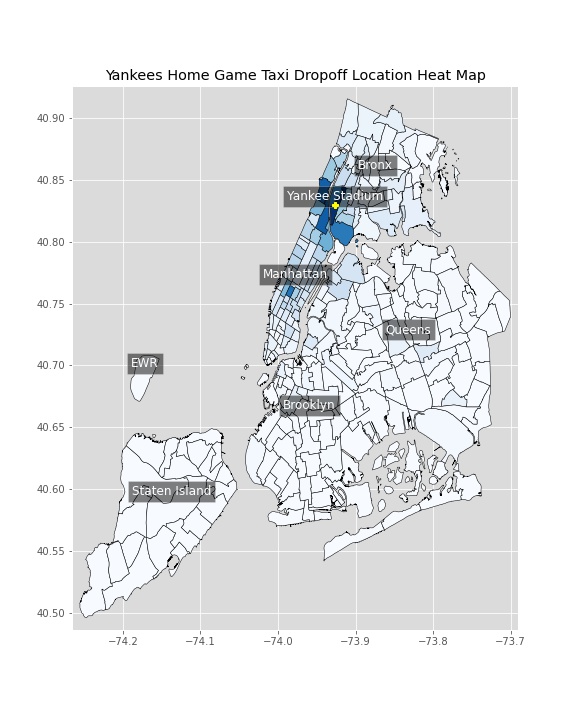 Yankees Home Game Taxi Dropoff Location Heat Map
40.90
40.85
40.80
40.75
40.70
40.65
40.60
40.55
40.50
Bronx
Yankee Stadium
Manhattan
Queens
EWR
Brooklyn
Staten Island
−74.2 −74.1 −74.0 −73.9 −73.8 −73.7